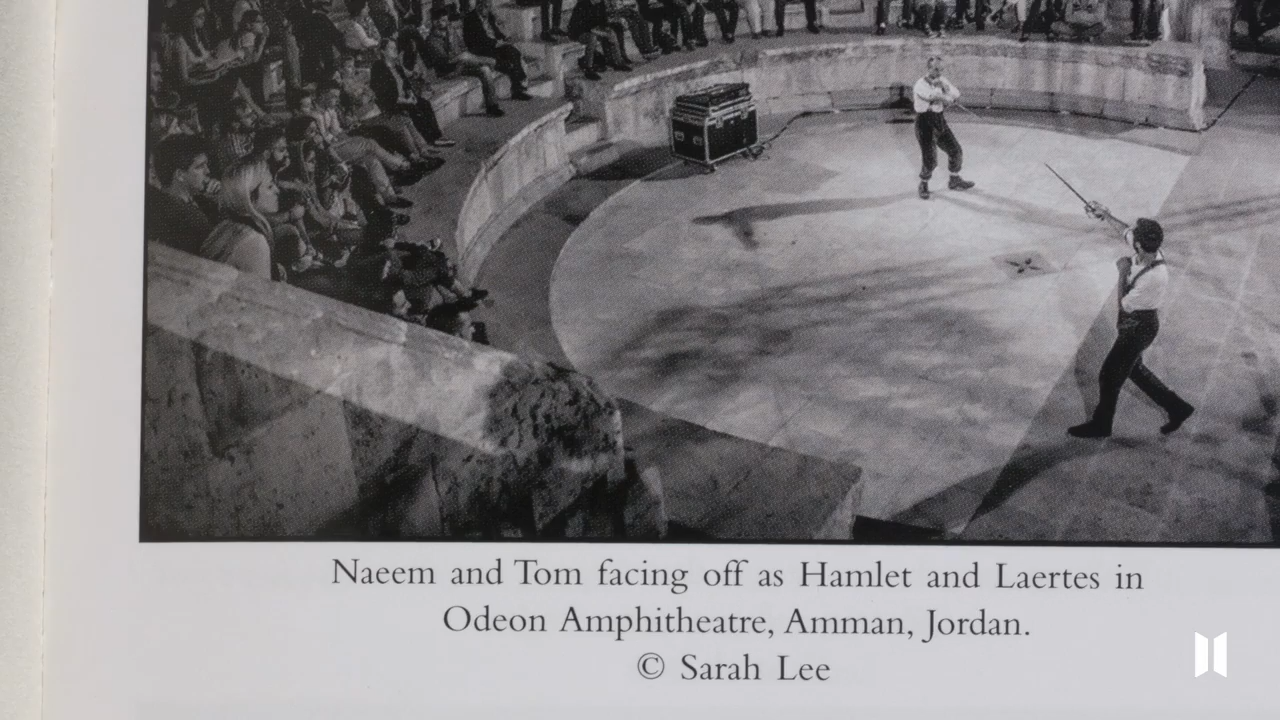 Naeem and Tom facing off as Hamlet and Laertes in
Odeon Amphitheatre, Amman, Jordan.
© Sarah Lee